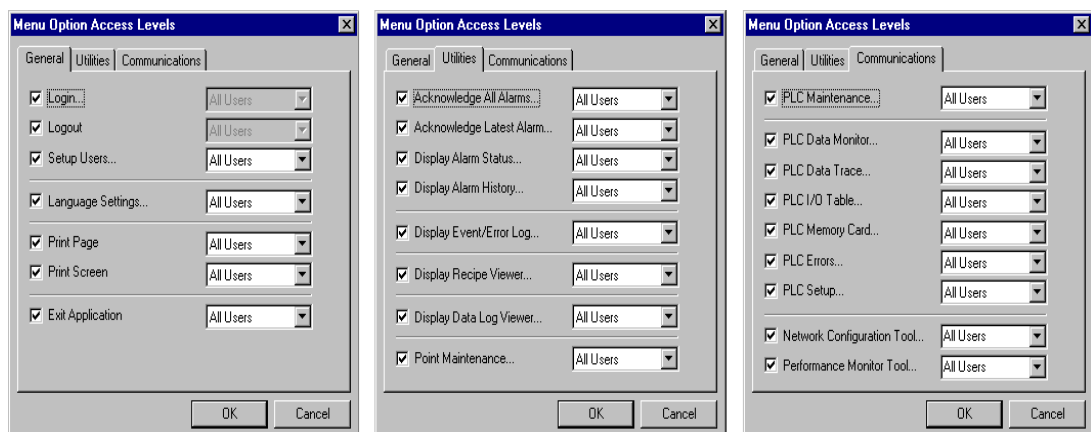 Menu Option Access Levels
General Utilities Communications
Login... All Users
Logout All Users
Setup Users... All Users
Language Settings... All Users
Print Page All Users
Print Screen All Users
Exit Application All Users
OK Cancel
Menu Option Access Levels
General Utilities Communications
Acknowledge All Alarms... All Users
Acknowledge Latest Alarm... All Users
Display Alarm Status... All Users
Display Alarm History... All Users
Display Event/Error Log... All Users
Display Recipe Viewer... All Users
Display Data Log Viewer... All Users
Point Maintenance... All Users
OK Cancel
Menu Option Access Levels
General Utilities Communications
PLC Maintenance... All Users
PLC Data Monitor... All Users
PLC Data Trace... All Users
PLC I/O Table... All Users
PLC Memory Card... All Users
PLC Errors... All Users
PLC Setup... All Users
Network Configuration Tool... All Users
Performance Monitor Tool... All Users
OK Cancel